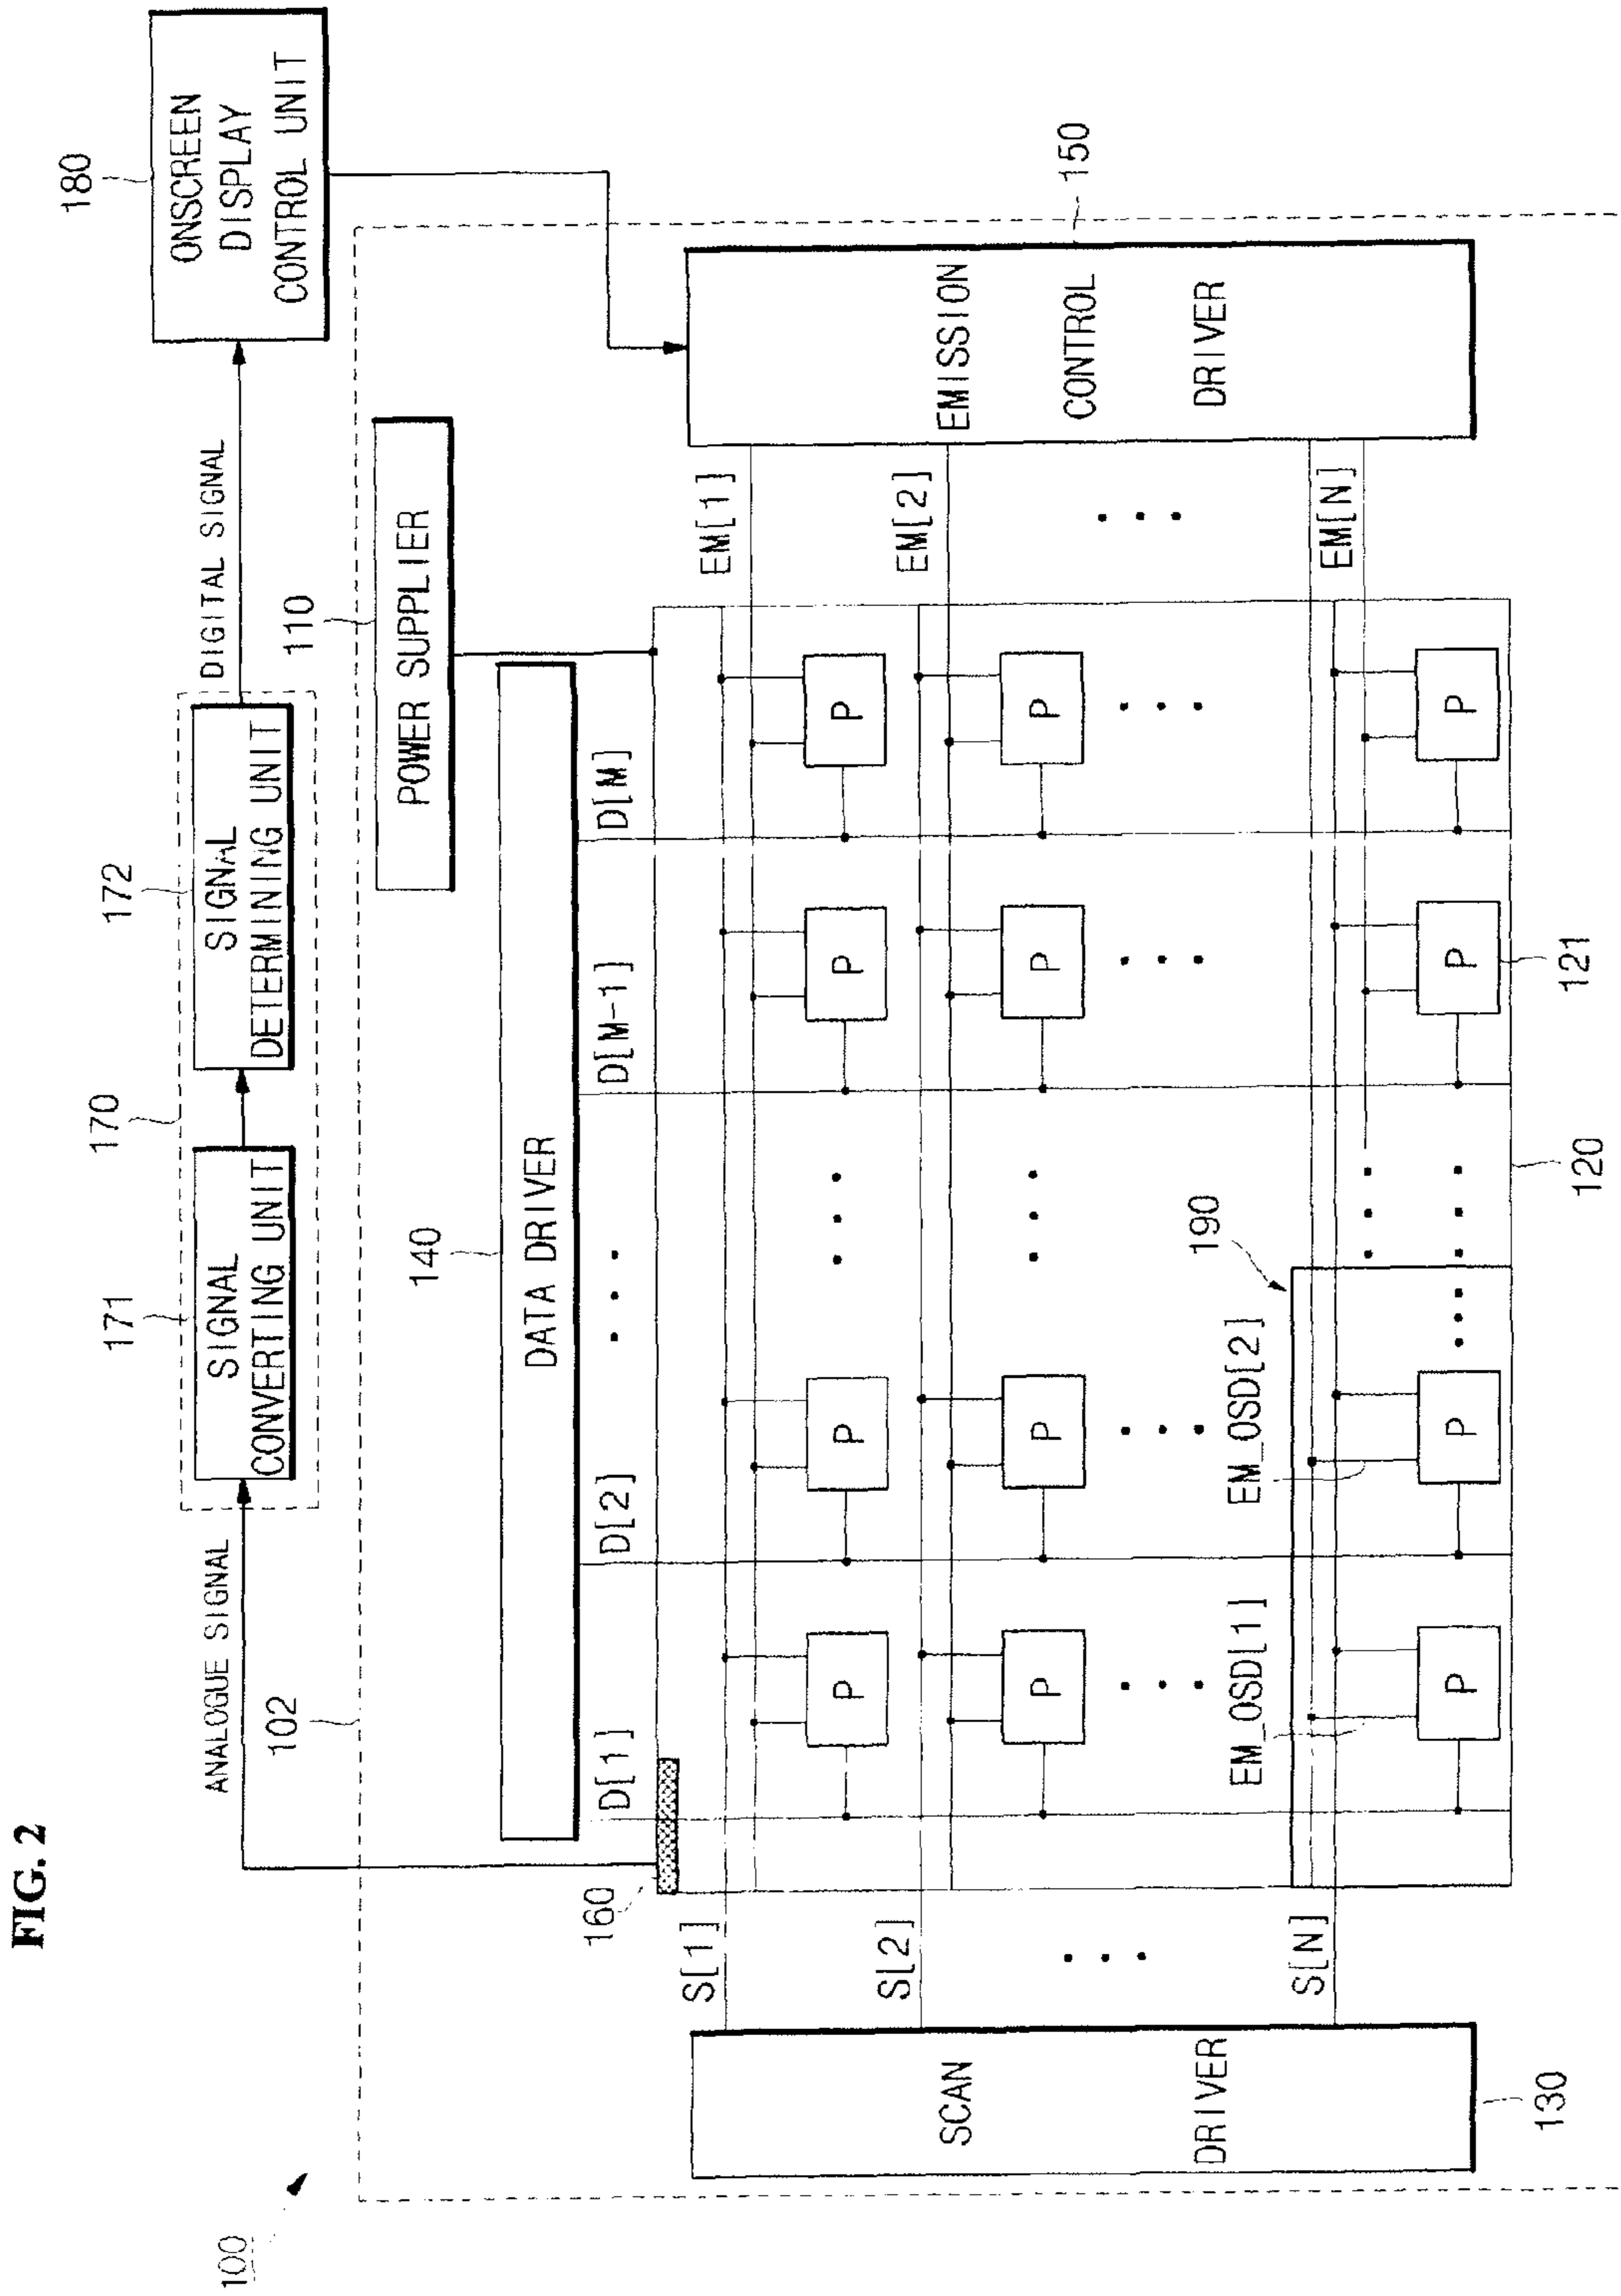 FIG. 2
100
102
ANALOGUE SIGNAL
170
171
SIGNAL
CONVERTING UNIT
172
SIGNAL
DETERMINING UNIT
DIGITAL SIGNAL
180
ONSCREEN
DISPLAY
CONTROL UNIT
110
POWER SUPPLIER
140
DATA DRIVER
160
D[1]
D[2]
D[M-1]
D[M]
S[1]
EM[1]
P
P
P
P
S[2]
EM[2]
P
P
P
P
EM_OSD[1]
EM_OSD[2]
190
S[N]
EM[N]
P
P
P
P
121
120
SCAN
DRIVER
130
EMISSION
CONTROL
DRIVER
150